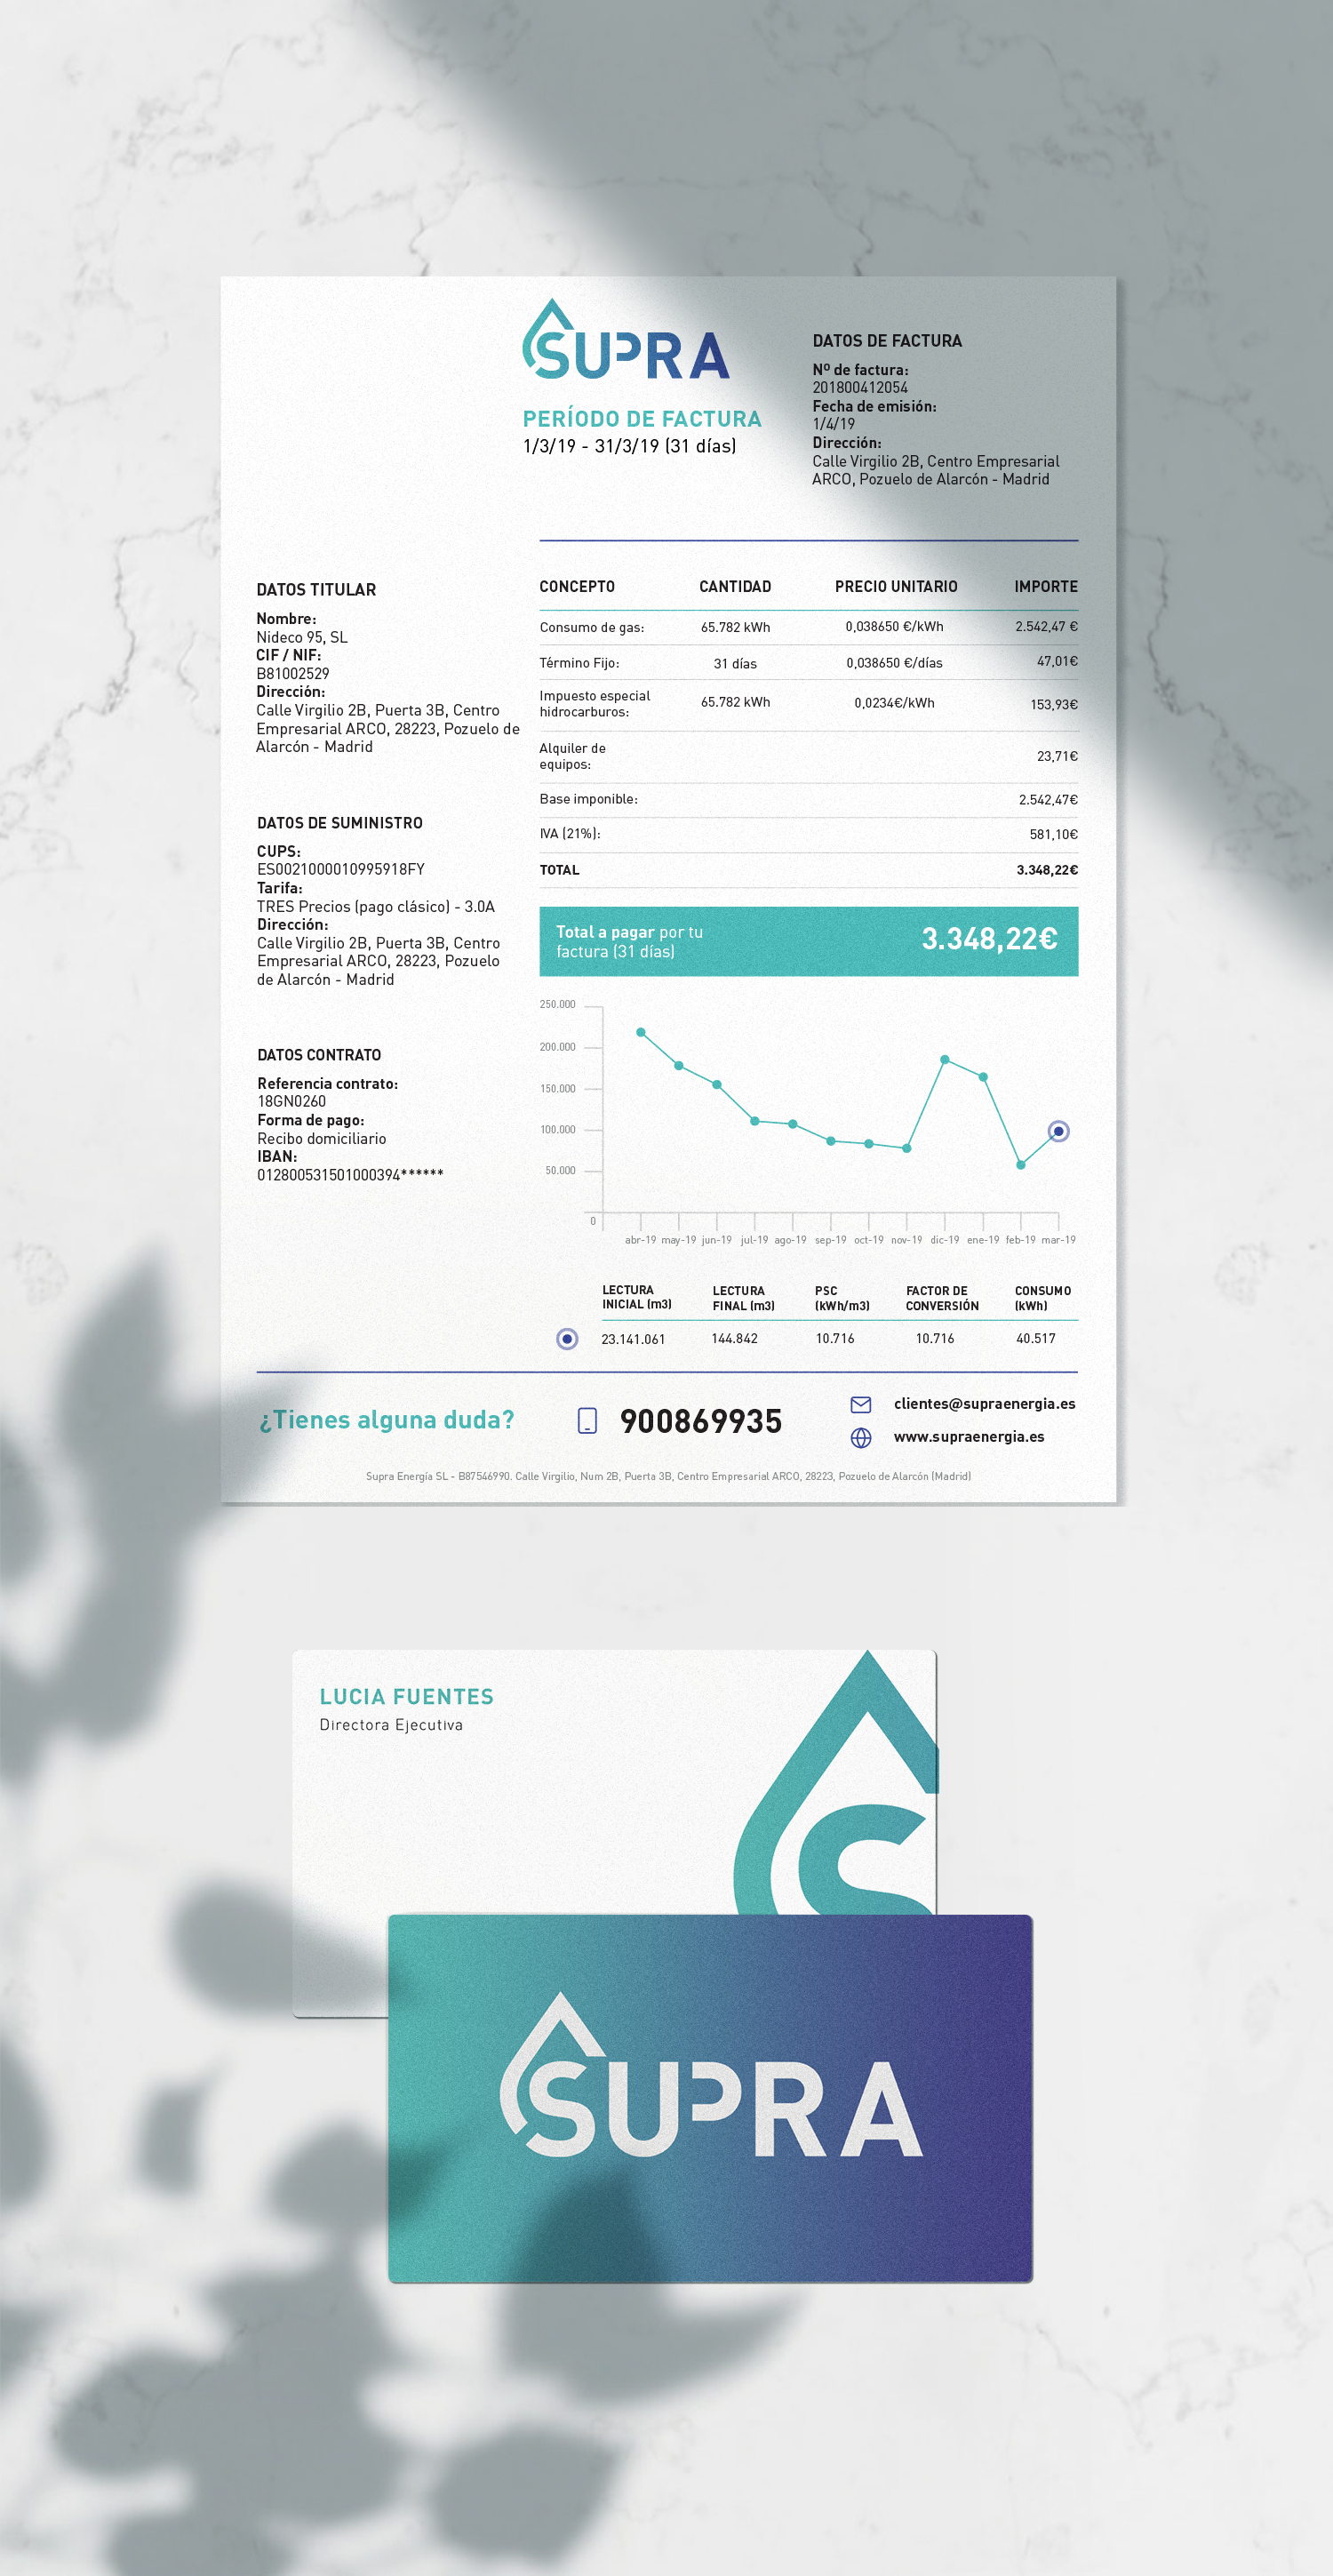 SUPRA
PERÍODO DE FACTURA
1/3/19 - 31/3/19 (31 días)
DATOS DE FACTURA
Nº de factura:
201800412054
Fecha de emisión:
1/4/19
Dirección:
Calle Virgilio 2B, Centro Empresarial
ARCO, Pozuelo de Alarcón - Madrid
DATOS TITULAR
Nombre:
Nideco 95, SL
CIF / NIF:
B81002529
Dirección:
Calle Virgilio 2B, Puerta 3B, Centro
Empresarial ARCO, 28223, Pozuelo de
Alarcón - Madrid
DATOS DE SUMINISTRO
CUPS:
ES0021000010995918FY
Tarifa:
TRES Precios (pago clásico) - 3.0A
Dirección:
Calle Virgilio 2B, Puerta 3B, Centro
Empresarial ARCO, 28223, Pozuelo
de Alarcón - Madrid
DATOS CONTRATO
Referencia contrato:
18GN0260
Forma de pago:
Recibo domiciliario
IBAN:
012800531501000394******
CONCEPTO CANTIDAD PRECIO UNITARIO IMPORTE
Consumo de gas: 65.782 kWh 0,038650 €/kWh 2.542,47 €
Término Fijo: 31 días 0,038650 €/días 47,01€
Impuesto especial
hidrocarburos: 65.782 kWh 0,0234€/kWh 153,93€
Alquiler de
equipos: 23,71€
Base imponible: 2.542,47€
IVA (21%): 581,10€
TOTAL 3.348,22€
Total a pagar por tu
factura (31 días)
3.348,22€
250.000
200.000
150.000
100.000
50.000
0
abr-19 may-19 jun-19 jul-19 ago-19 sep-19 oct-19 nov-19 dic-19 ene-19 feb-19 mar-19
LECTURA
INICIAL (m3)
LECTURA
FINAL (m3)
PSC
(kWh/m3)
FACTOR DE
CONVERSIÓN
CONSUMO
(kWh)
23.141.061 144.842 10.716 10.716 40.517
¿Tienes alguna duda?
900869935
clientes@supraenergia.es
www.supraenergia.es
Supra Energía SL - B87546990. Calle Virgilio, Num 2B, Puerta 3B, Centro Empresarial ARCO, 28223, Pozuelo de Alarcón (Madrid)
LUCIA FUENTES
Directora Ejecutiva
S
SUPRA